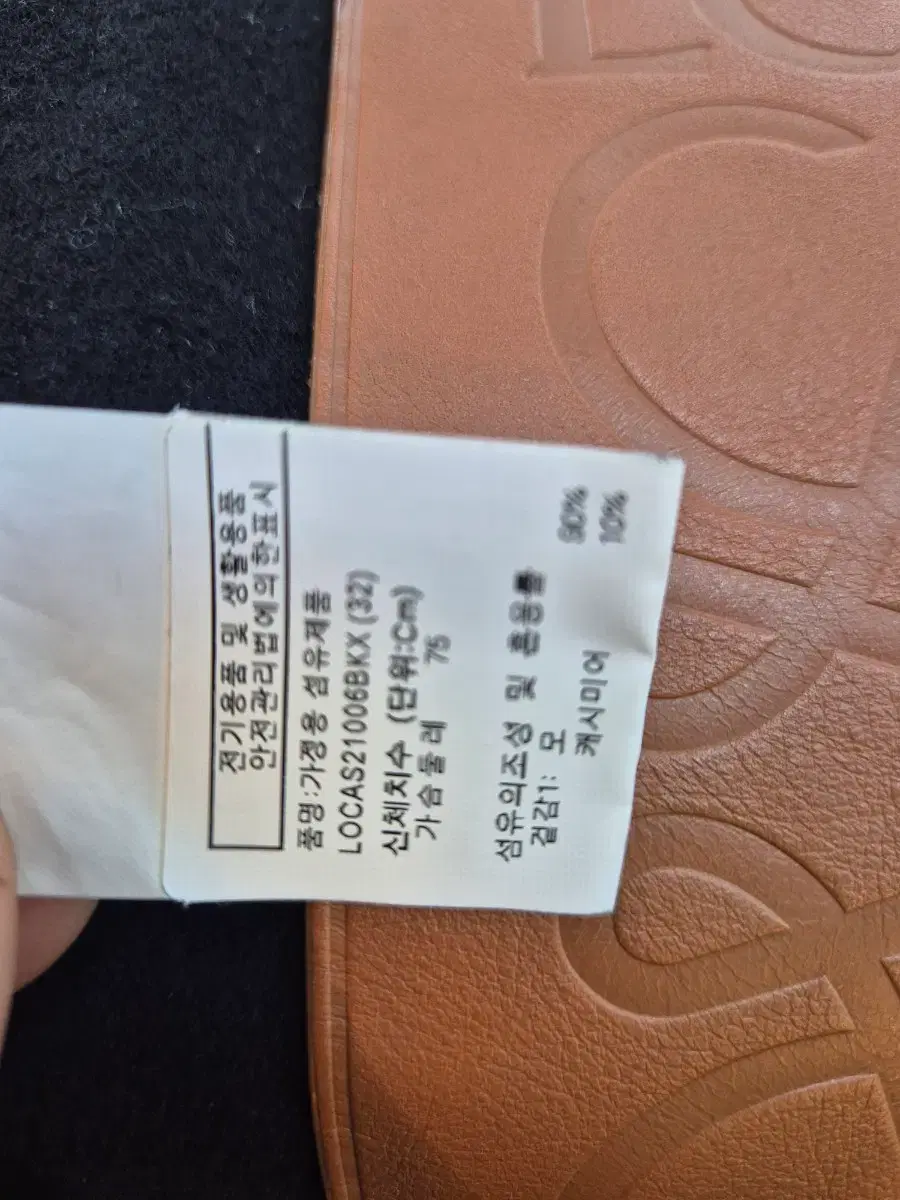 전기용품 및 생활용품
안전관리법에의한표시
품명:가정용 섬유제품
LOCAS21006BKX (32)
신체치수 (단위:Cm)
가슴둘레 75
섬유의조성 및 혼용률
겉감1: 모 90%
캐시미어 10%